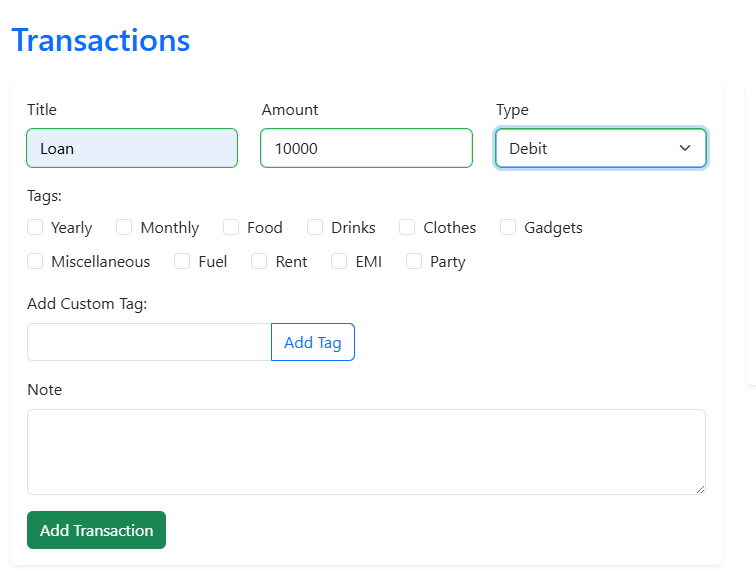 Transactions
Title Amount Type
Loan 10000 Debit
Tags:
Yearly Monthly Food Drinks Clothes Gadgets
Miscellaneous Fuel Rent EMI Party
Add Custom Tag:
Add Tag
Note
Add Transaction